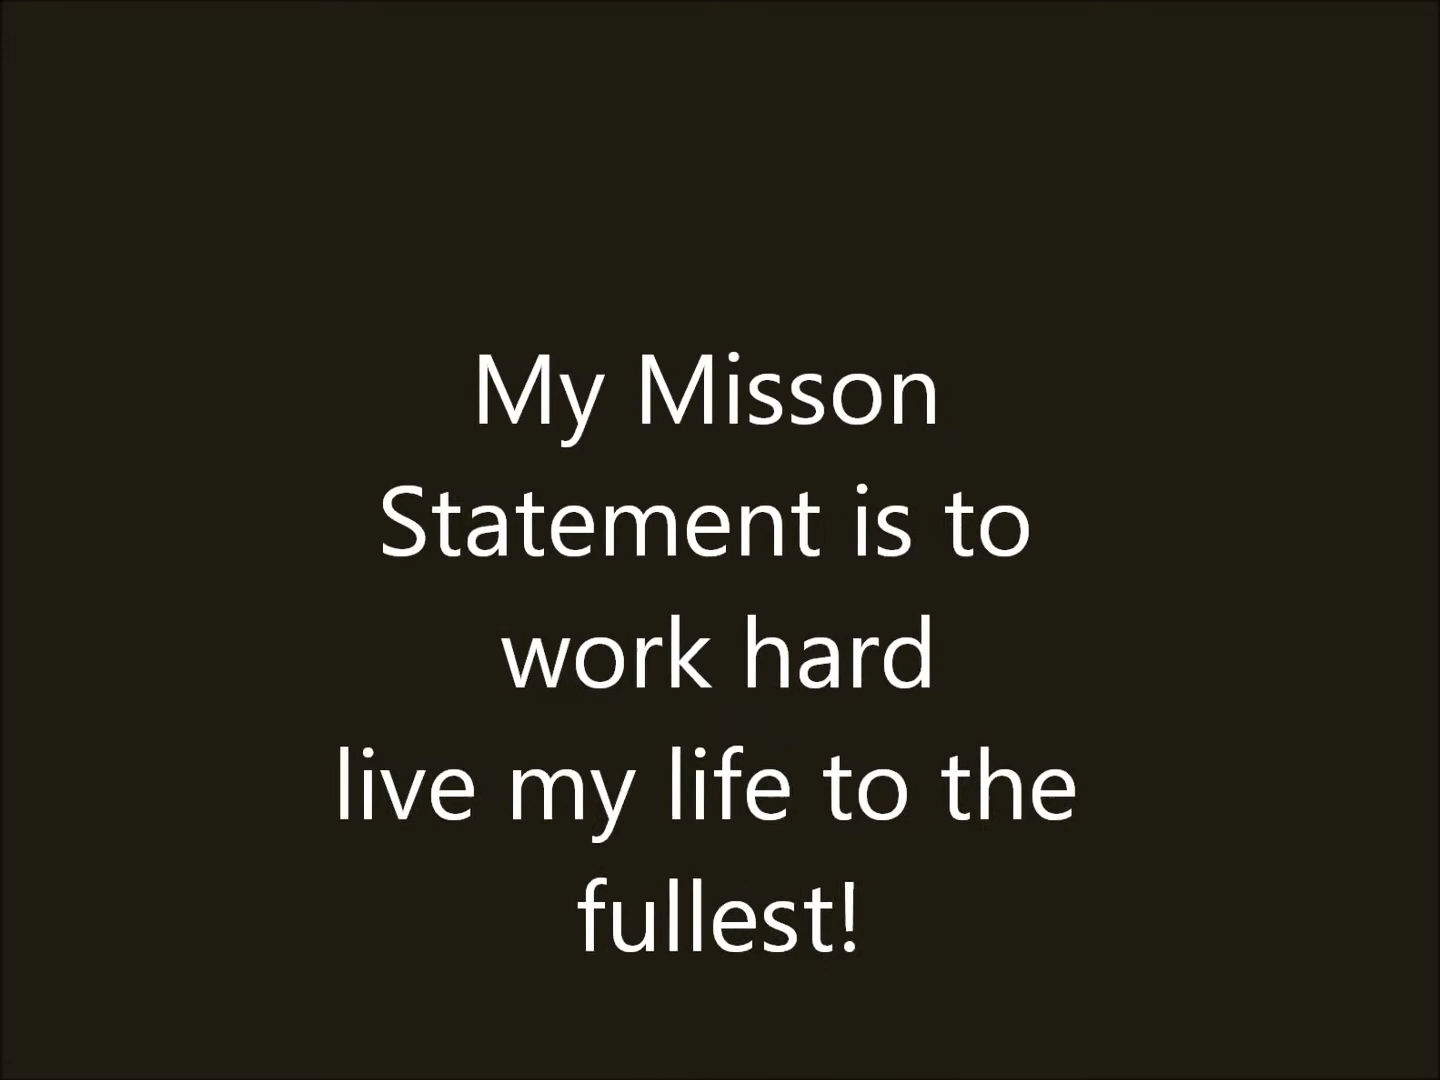 My Misson
Statement is to
work hard
live my life to the
fullest!